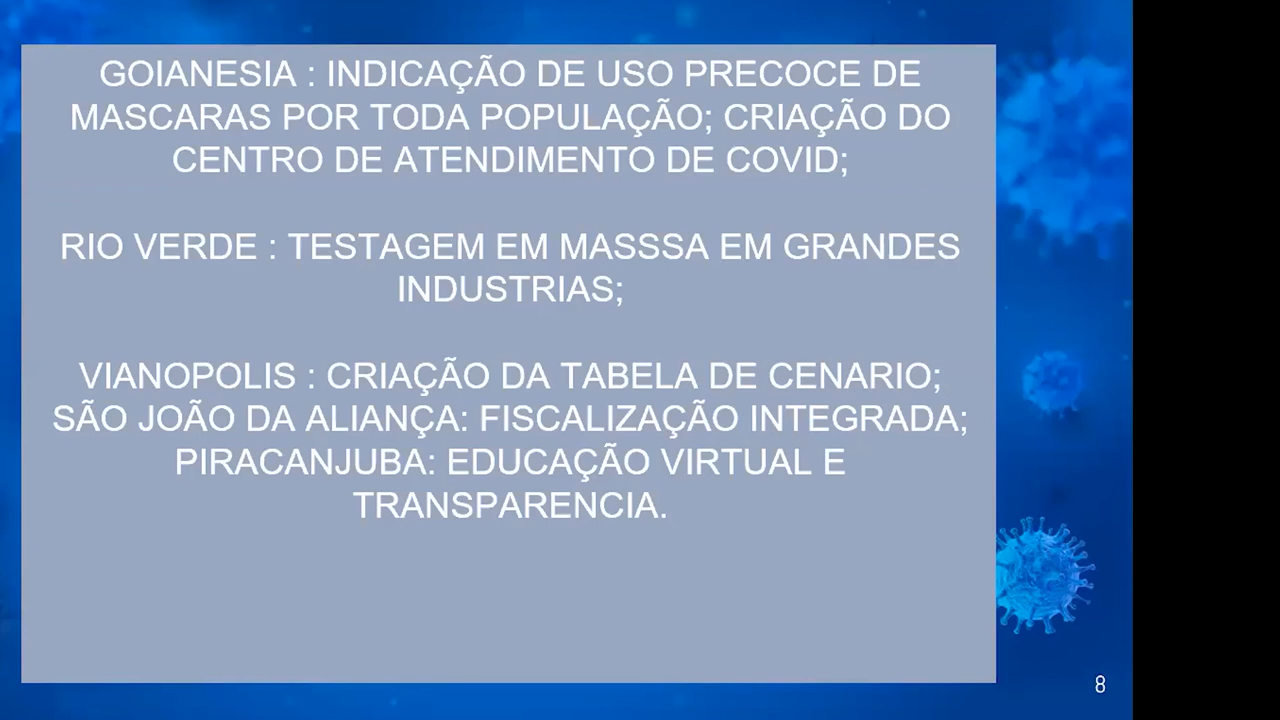 GOIANESIA : INDICAÇÃO DE USO PRECOCE DE
MASCARAS POR TODA POPULAÇÃO; CRIAÇÃO DO
CENTRO DE ATENDIMENTO DE COVID;
RIO VERDE : TESTAGEM EM MASSSA EM GRANDES
INDUSTRIAS;
VIANOPOLIS : CRIAÇÃO DA TABELA DE CENARIO;
SÃO JOÃO DA ALIANÇA: FISCALIZAÇÃO INTEGRADA;
PIRACANJUBA: EDUCAÇÃO VIRTUAL E
TRANSPARENCIA.
8